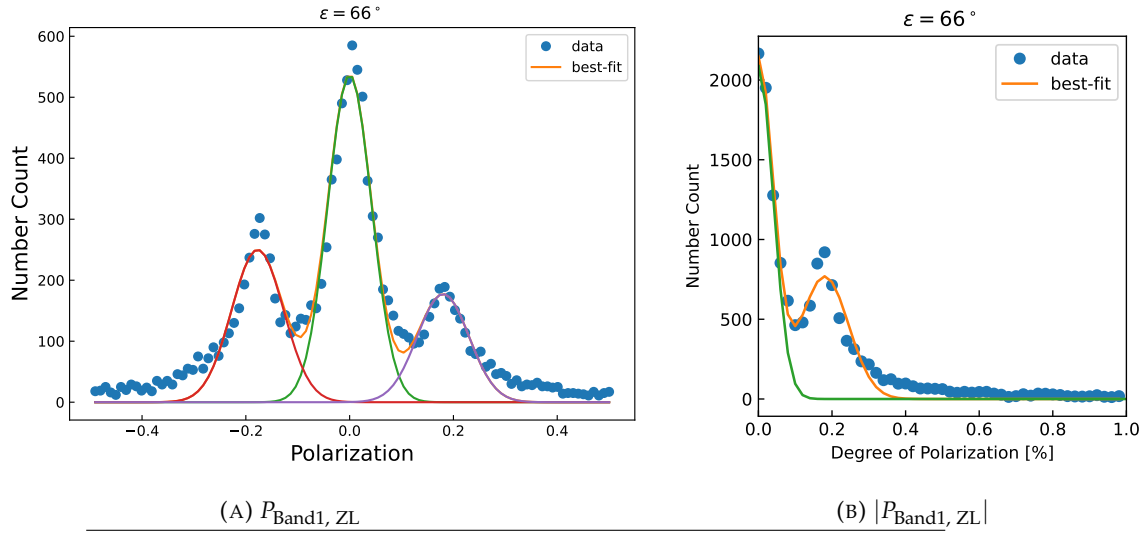 ε = 66°
data
best-fit
Number Count
600
500
400
300
200
100
0
−0.4
−0.2
0.0
0.2
0.4
Polarization
(A) P_Band1, ZL
ε = 66°
data
best-fit
Number Count
2000
1500
1000
500
0
0.0
0.2
0.4
0.6
0.8
1.0
Degree of Polarization [%]
(B) |P_Band1, ZL|